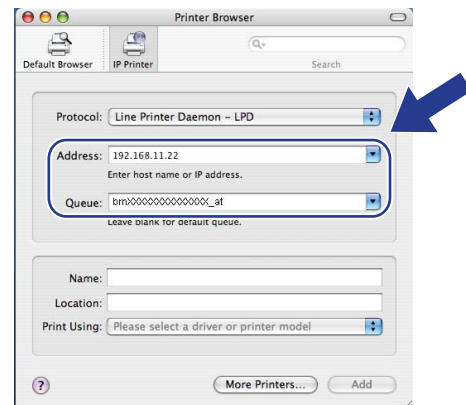 Printer Browser
Default Browser
IP Printer
Search
Protocol: Line Printer Daemon – LPD
Address: 192.168.11.22
Enter host name or IP address.
Queue: brnXXXXXXXXXXXX_at
Leave blank for default queue.
Name:
Location:
Print Using: Please select a driver or printer model
?
More Printers... Add